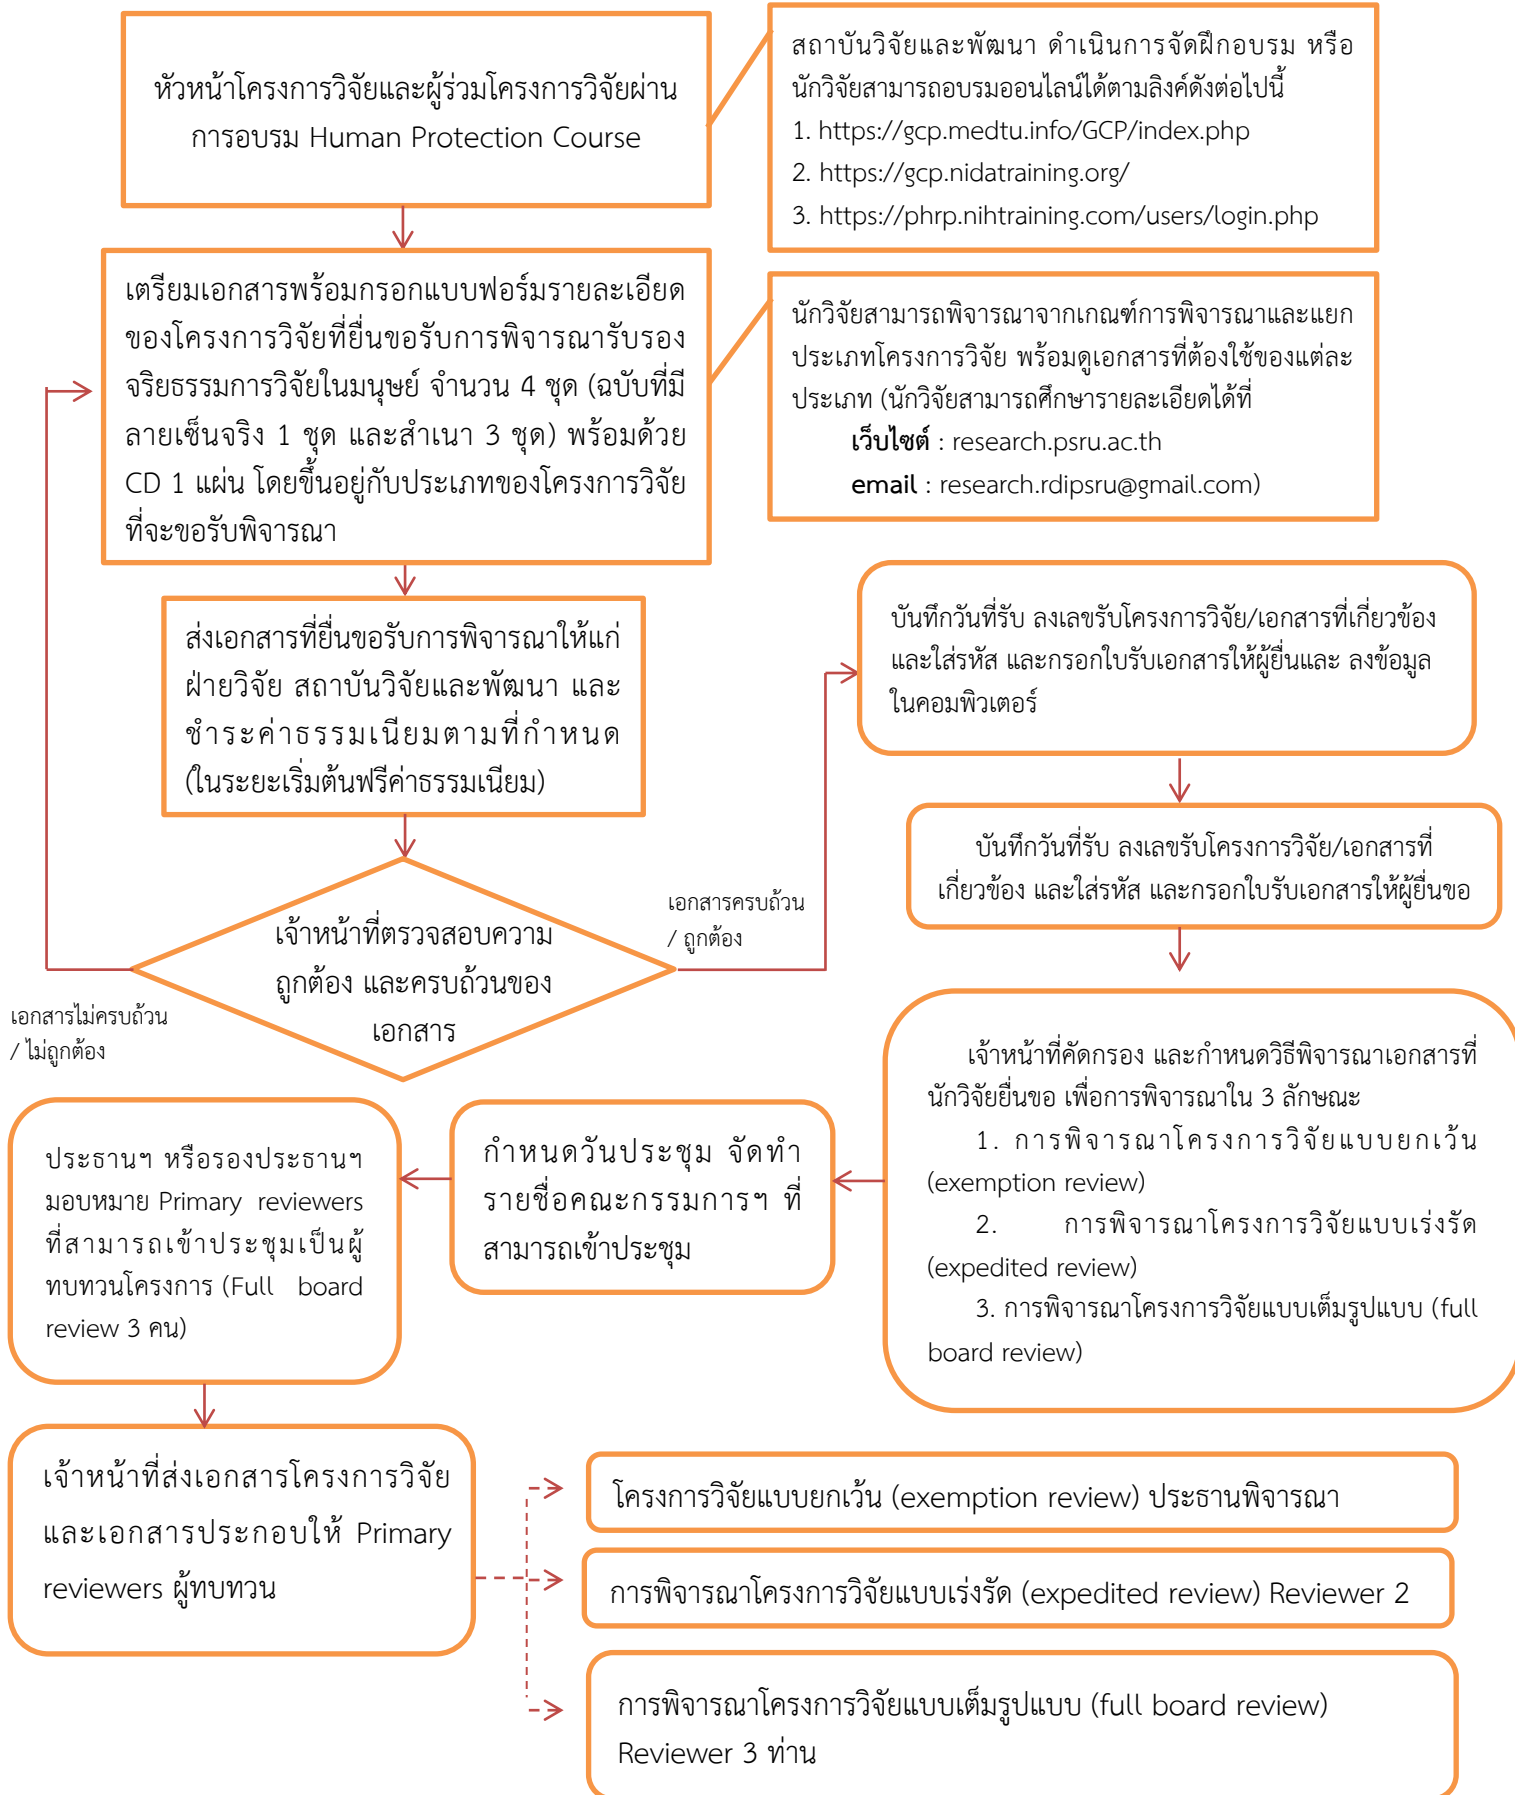 หัวหน้าโครงการวิจัยและผู้ร่วมโครงการวิจัยผ่าน
การอบรม Human Protection Course
สถาบันวิจัยและพัฒนา ดำเนินการจัดฝึกอบรม หรือ
นักวิจัยสามารถอบรมออนไลน์ได้ตามลิงค์ดังต่อไปนี้
1. https://gcp.medtu.info/GCP/index.php
2. https://gcp.nidatraining.org/
3. https://phrp.nihtraining.com/users/login.php
เตรียมเอกสารพร้อมกรอกแบบฟอร์มรายละเอียด
ของโครงการวิจัยที่ยื่นขอรับการพิจารณารับรอง
จริยธรรมการวิจัยในมนุษย์ จำนวน 4 ชุด (ฉบับที่มี
ลายเซ็นจริง 1 ชุด และสำเนา 3 ชุด) พร้อมด้วย
CD 1 แผ่น โดยขึ้นอยู่กับประเภทของโครงการวิจัย
ที่จะขอรับพิจารณา
นักวิจัยสามารถพิจารณาจากเกณฑ์การพิจารณาและแยก
ประเภทโครงการวิจัย พร้อมดูเอกสารที่ต้องใช้ของแต่ละ
ประเภท (นักวิจัยสามารถศึกษารายละเอียดได้ที่
เว็บไซต์ : research.psru.ac.th
email : research.rdipsru@gmail.com)
ส่งเอกสารที่ยื่นขอรับการพิจารณาให้แก่
ฝ่ายวิจัย สถาบันวิจัยและพัฒนา และ
ชำระค่าธรรมเนียมตามที่กำหนด
(ในระยะเริ่มต้นฟรีค่าธรรมเนียม)
บันทึกวันที่รับ ลงเลขรับโครงการวิจัย/เอกสารที่เกี่ยวข้อง
และใส่รหัส และกรอกใบรับเอกสารให้ผู้ยื่นและ ลงข้อมูล
ในคอมพิวเตอร์
บันทึกวันที่รับ ลงเลขรับโครงการวิจัย/เอกสารที่
เกี่ยวข้อง และใส่รหัส และกรอกใบรับเอกสารให้ผู้ยื่นขอ
เอกสารครบถ้วน
/ ถูกต้อง
เจ้าหน้าที่ตรวจสอบความ
ถูกต้อง และครบถ้วนของ
เอกสาร
เอกสารไม่ครบถ้วน
/ ไม่ถูกต้อง
เจ้าหน้าที่คัดกรอง และกำหนดวิธีพิจารณาเอกสารที่
นักวิจัยยื่นขอ เพื่อการพิจารณาใน 3 ลักษณะ
1. การพิจารณาโครงการวิจัยแบบยกเว้น
(exemption review)
2. การพิจารณาโครงการวิจัยแบบเร่งรัด
(expedited review)
3. การพิจารณาโครงการวิจัยแบบเต็มรูปแบบ (full
board review)
กำหนดวันประชุม จัดทำ
รายชื่อคณะกรรมการฯ ที่
สามารถเข้าประชุม
ประธานฯ หรือรองประธานฯ
มอบหมาย Primary reviewers
ที่สามารถเข้าประชุมเป็นผู้
ทบทวนโครงการ (Full board
review 3 คน)
เจ้าหน้าที่ส่งเอกสารโครงการวิจัย
และเอกสารประกอบให้ Primary
reviewers ผู้ทบทวน
โครงการวิจัยแบบยกเว้น (exemption review) ประธานพิจารณา
การพิจารณาโครงการวิจัยแบบเร่งรัด (expedited review) Reviewer 2
การพิจารณาโครงการวิจัยแบบเต็มรูปแบบ (full board review)
Reviewer 3 ท่าน